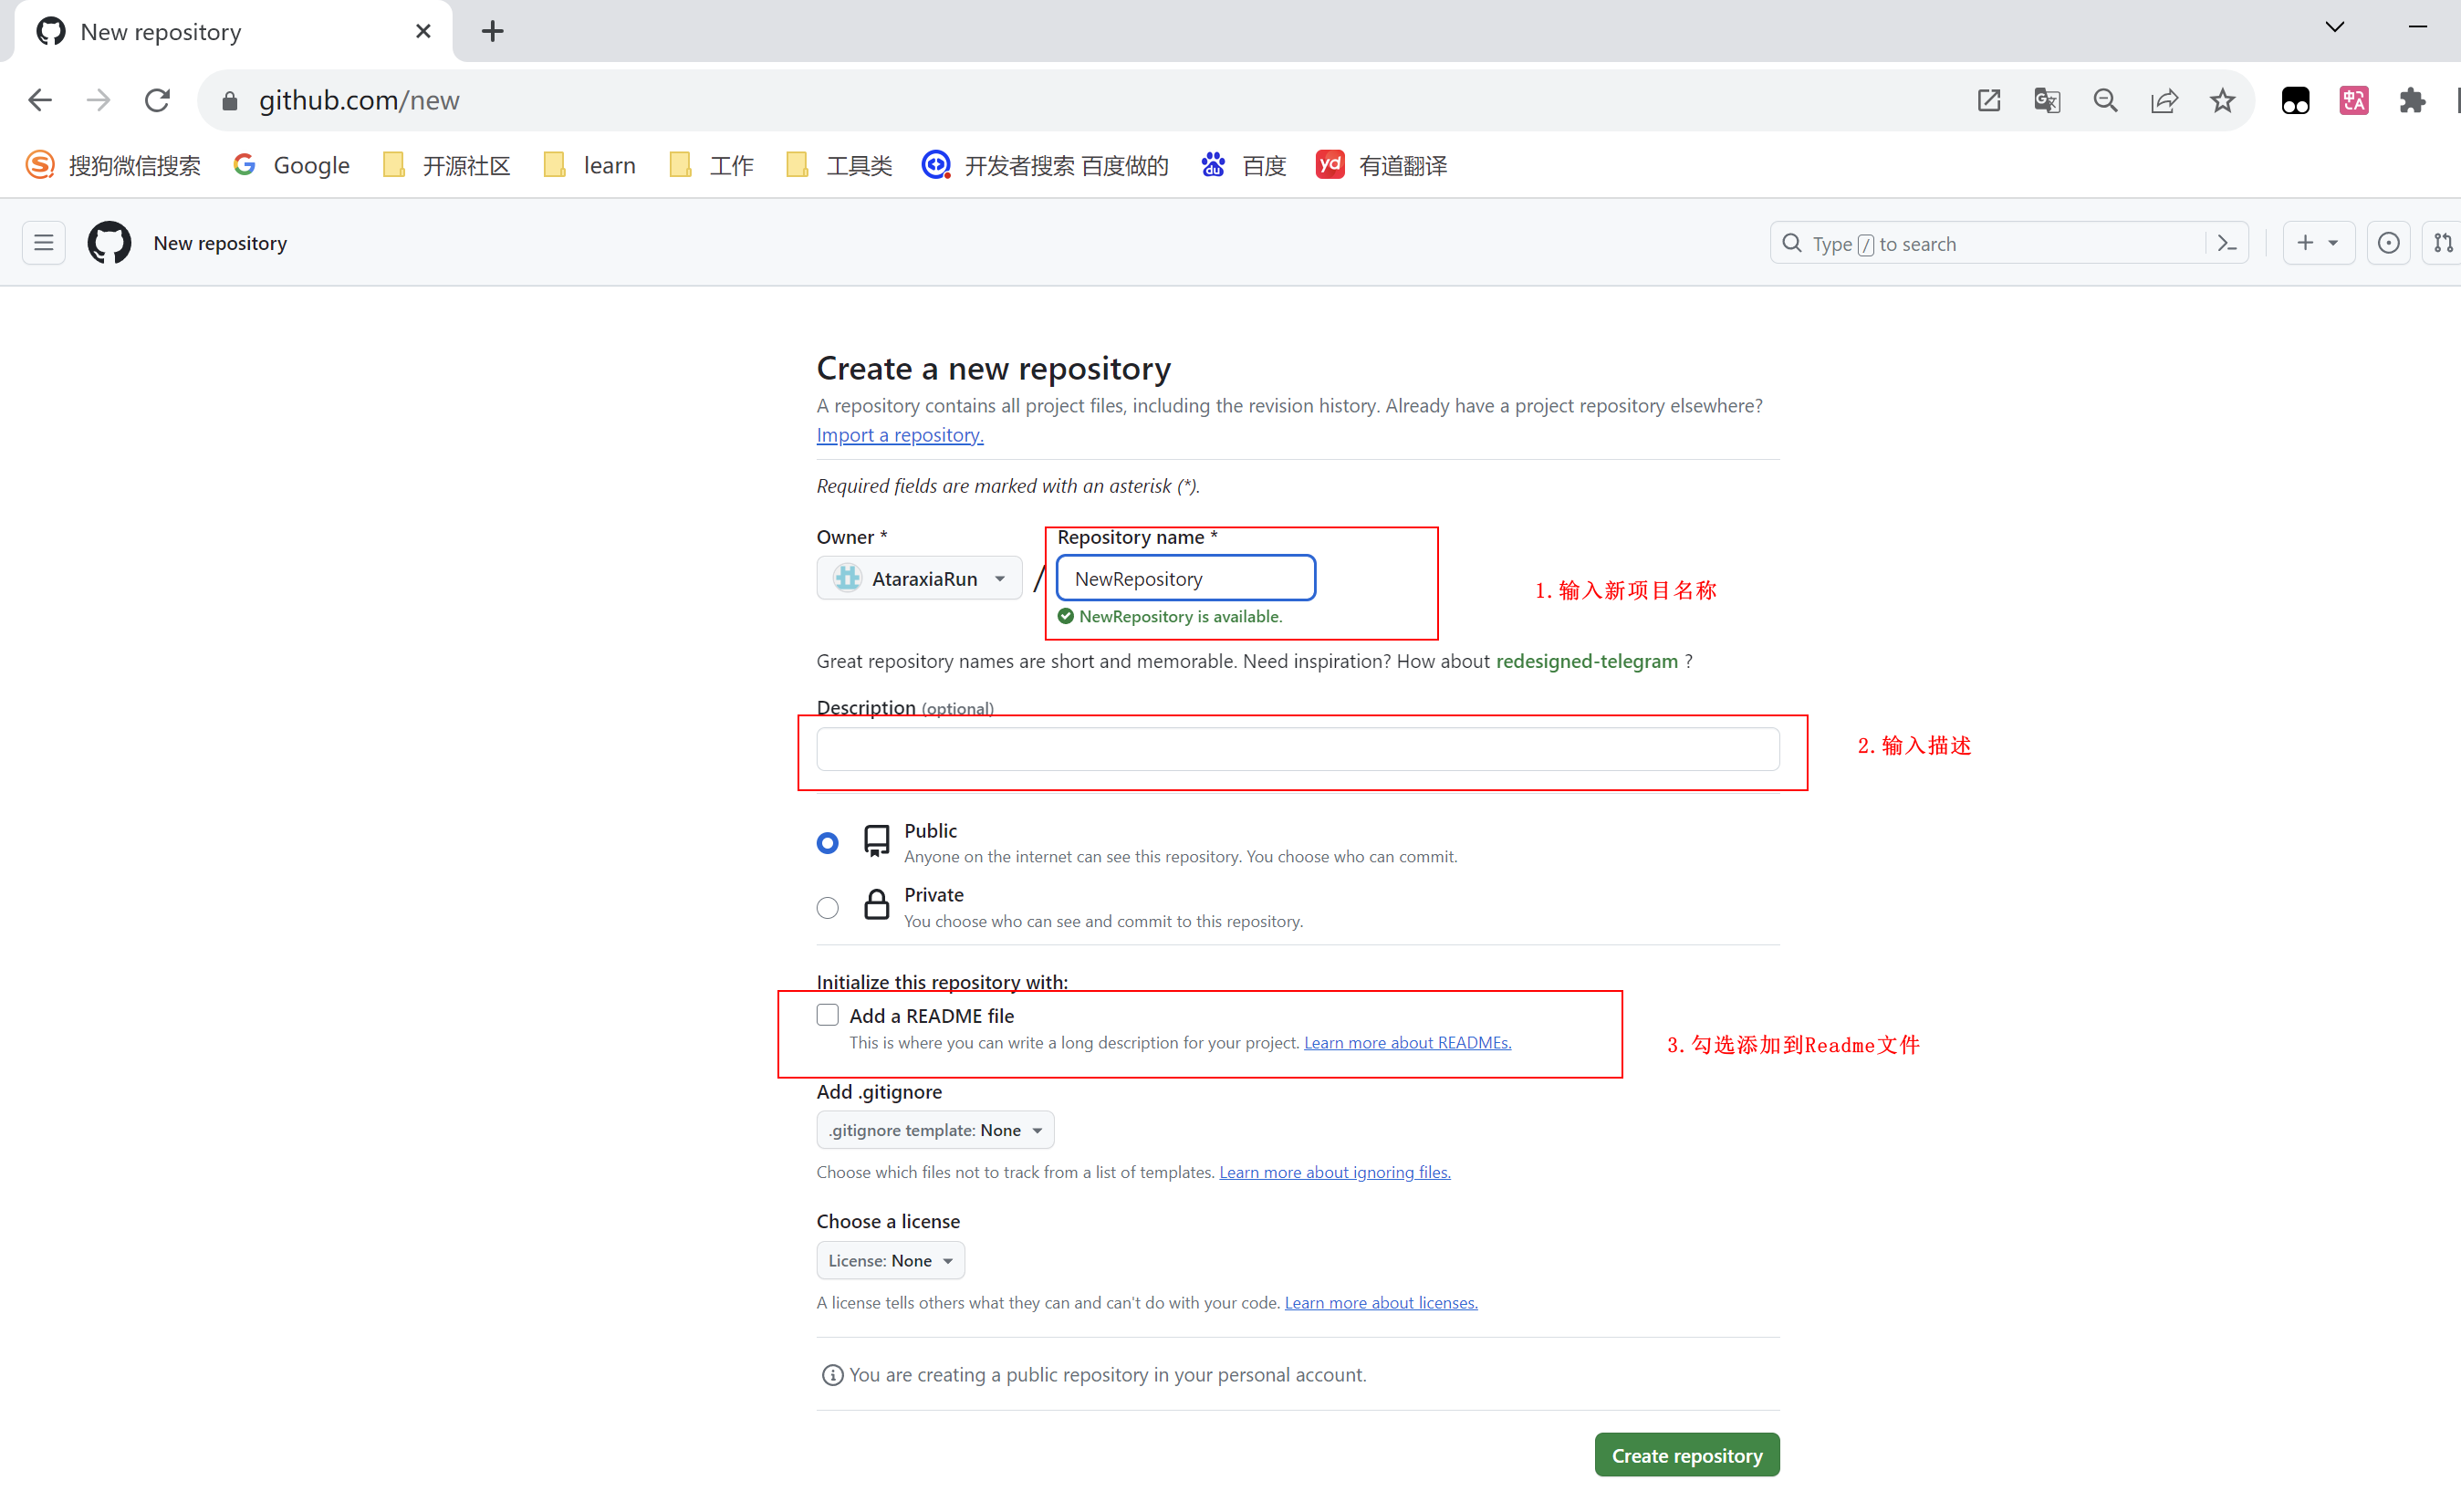 New repository
github.com/new
搜狗微信搜索 Google 开源社区 learn 工作 工具类 开发者搜索 百度做的 百度 有道翻译
New repository
Type / to search
Create a new repository
A repository contains all project files, including the revision history. Already have a project repository elsewhere?
Import a repository.
Required fields are marked with an asterisk (*).
Owner *
Repository name *
AtaraxiaRun
/
NewRepository
NewRepository is available.
1. 输入新项目名称
Great repository names are short and memorable. Need inspiration? How about redesigned-telegram ?
Description (optional)
2. 输入描述
Public
Anyone on the internet can see this repository. You choose who can commit.
Private
You choose who can see and commit to this repository.
Initialize this repository with:
Add a README file
This is where you can write a long description for your project. Learn more about READMEs.
3. 勾选添加到Readme文件
Add .gitignore
.gitignore template: None
Choose which files not to track from a list of templates. Learn more about ignoring files.
Choose a license
License: None
A license tells others what they can and can't do with your code. Learn more about licenses.
You are creating a public repository in your personal account.
Create repository